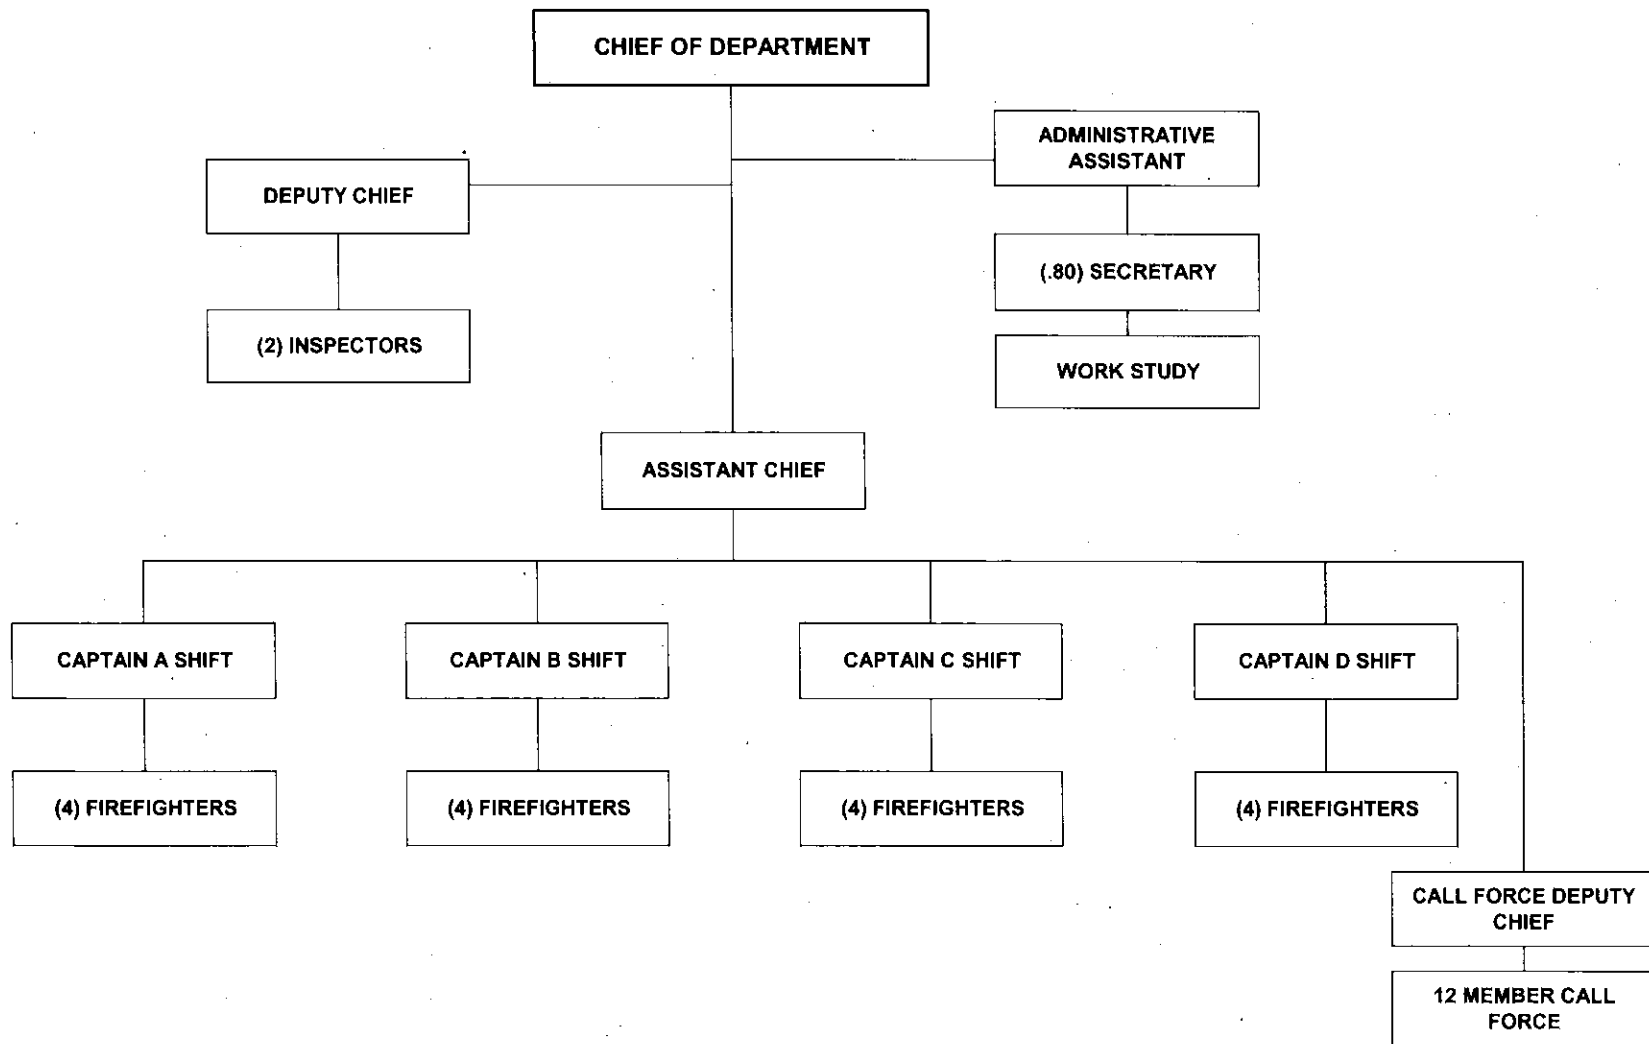 CHIEF OF DEPARTMENT
ADMINISTRATIVE
ASSISTANT
DEPUTY CHIEF
(.80) SECRETARY
(2) INSPECTORS
WORK STUDY
ASSISTANT CHIEF
CAPTAIN A SHIFT
CAPTAIN B SHIFT
CAPTAIN C SHIFT
CAPTAIN D SHIFT
(4) FIREFIGHTERS
(4) FIREFIGHTERS
(4) FIREFIGHTERS
(4) FIREFIGHTERS
CALL FORCE DEPUTY
CHIEF
12 MEMBER CALL
FORCE